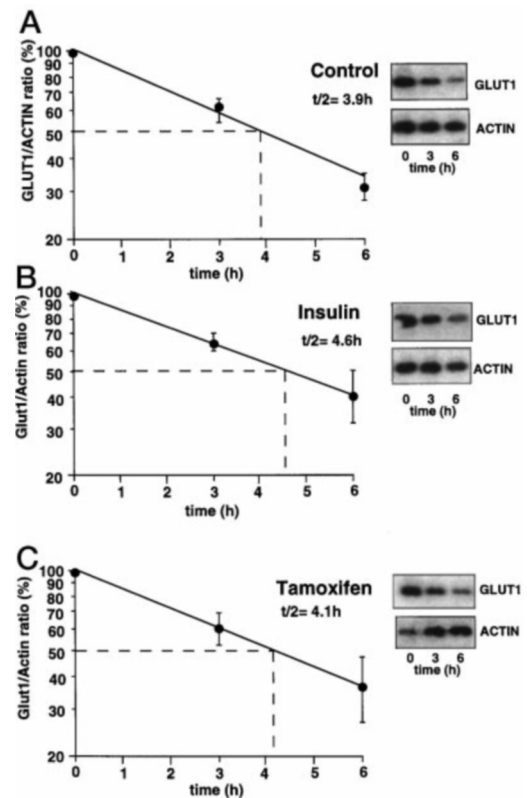 A
GLUT1/ACTIN ratio (%)
100
90
80
70
60
50
40
30
20
0 1 2 3 4 5 6
time (h)
Control
t/2= 3.9h
GLUT1
ACTIN
0 3 6
time (h)
B
Glut1/Actin ratio (%)
100
90
80
70
60
50
40
30
20
0 1 2 3 4 5 6
time (h)
Insulin
t/2= 4.6h
GLUT1
ACTIN
0 3 6
time (h)
C
Glut1/Actin ratio (%)
100
90
80
70
60
50
40
30
20
0 1 2 3 4 5 6
time (h)
Tamoxifen
t/2= 4.1h
GLUT1
ACTIN
0 3 6
time (h)